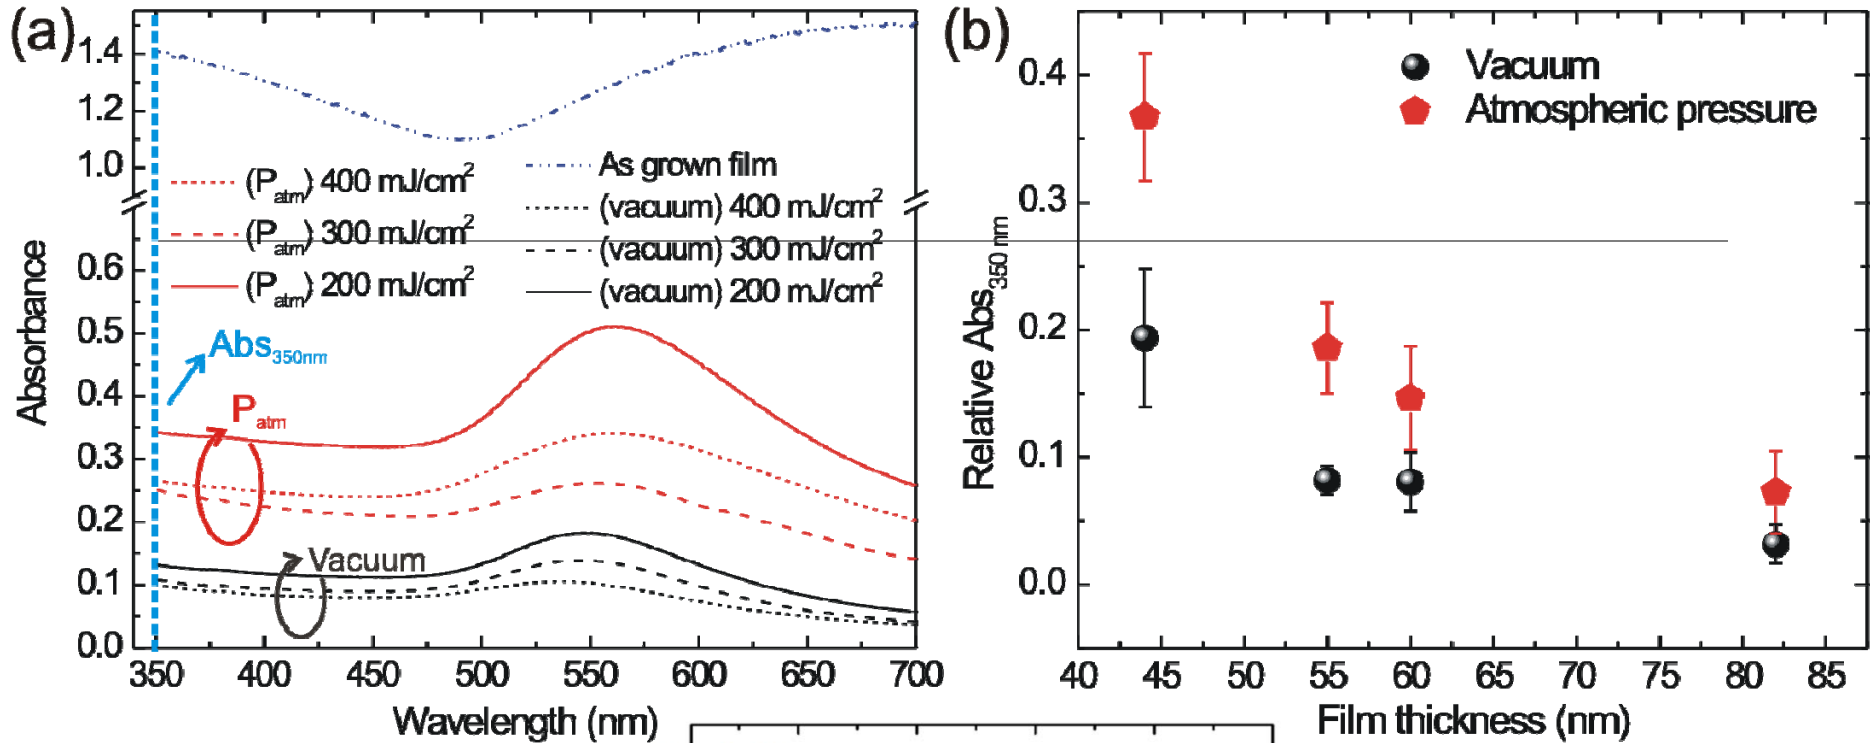 (a)
1.4
1.2
1.0
0.6
0.5
0.4
0.3
0.2
0.1
0.0
Absorbance
(Patm) 400 mJ/cm2
(Patm) 300 mJ/cm2
(Patm) 200 mJ/cm2
As grown film
(vacuum) 400 mJ/cm2
(vacuum) 300 mJ/cm2
(vacuum) 200 mJ/cm2
Abs350nm
Patm
Vacuum
350 400 450 500 550 600 650 700
Wavelength (nm)
(b)
0.4
0.3
0.2
0.1
0.0
Relative Abs350 nm
Vacuum
Atmospheric pressure
40 45 50 55 60 65 70 75 80 85
Film thickness (nm)